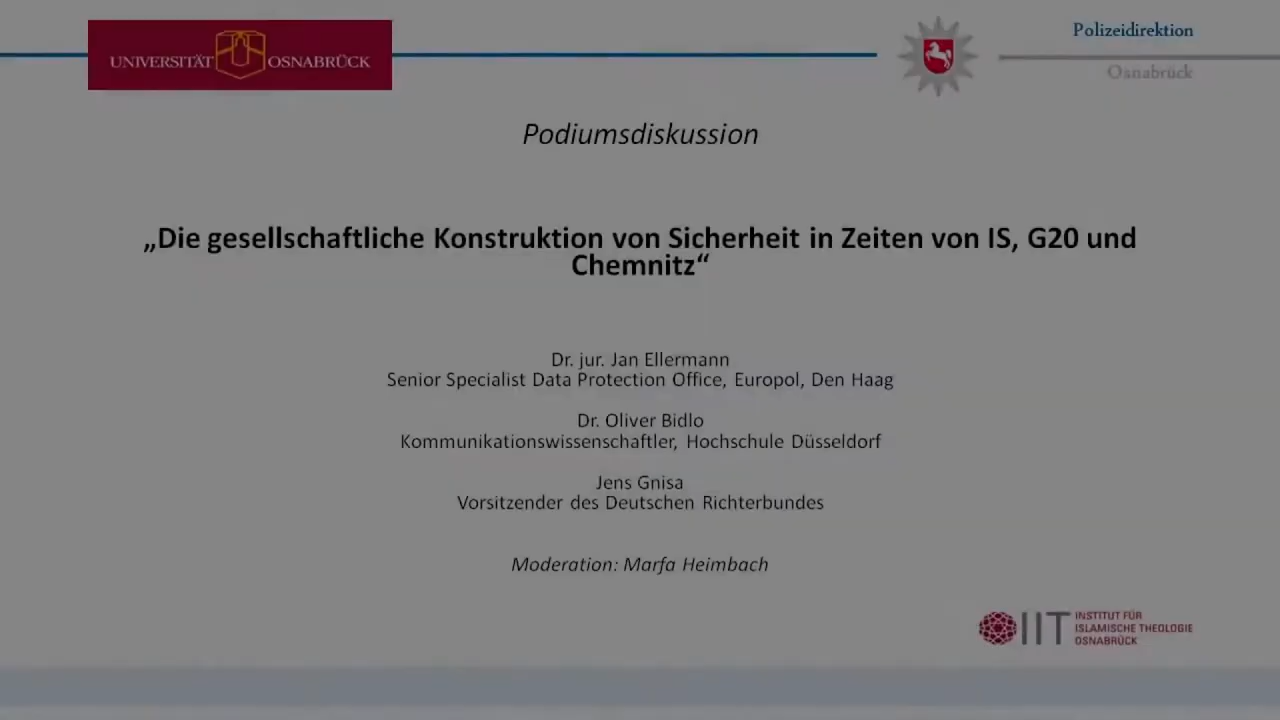 UNIVERSITÄT OSNABRÜCK
Polizeidirektion
Osnabrück
Podiumsdiskussion
„Die gesellschaftliche Konstruktion von Sicherheit in Zeiten von IS, G20 und
Chemnitz“
Dr. jur. Jan Ellermann
Senior Specialist Data Protection Office, Europol, Den Haag
Dr. Oliver Bidlo
Kommunikationswissenschaftler, Hochschule Düsseldorf
Jens Gnisa
Vorsitzender des Deutschen Richterbundes
Moderation: Marfa Heimbach
IIT
INSTITUT FÜR
ISLAMISCHE THEOLOGIE
OSNABRÜCK